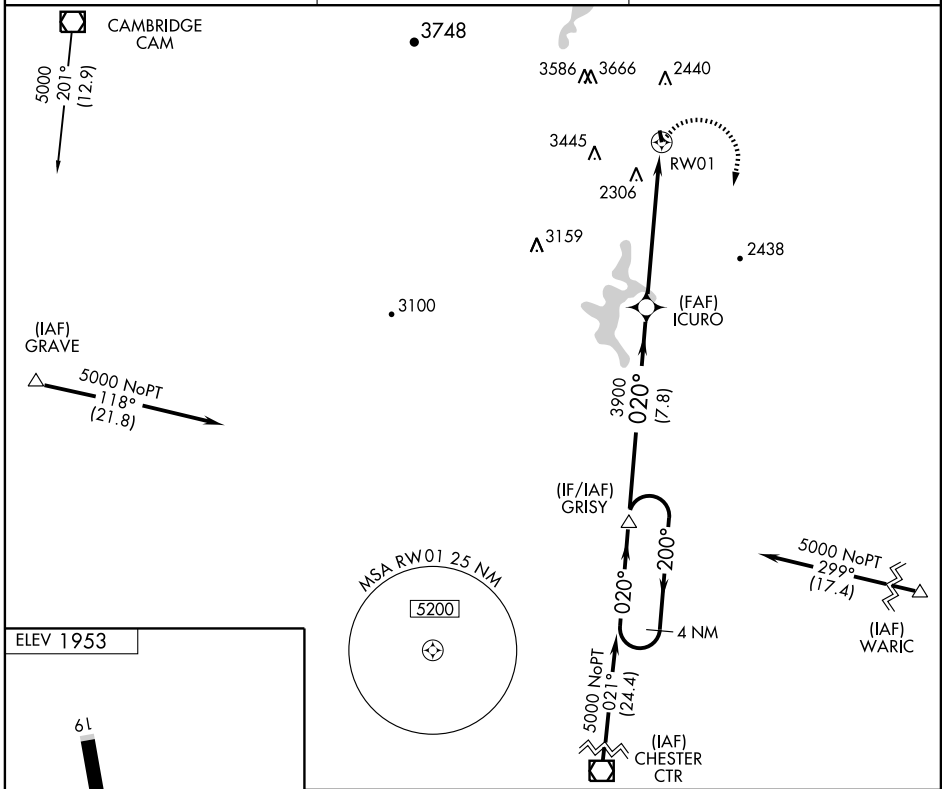 CAMBRIDGE
CAM
5000
201°
(12.9)
3748
3586
3666
2440
3445
RW01
2306
3159
2438
3100
(FAF)
ICURO
(IAF)
GRAVE
5000 NoPT
118°
(21.8)
3900
020°
(7.8)
(IF/IAF)
GRISY
020°
200°
4 NM
5000 NoPT
299°
(17.4)
(IAF)
WARIC
MSA RW01 25 NM
5200
5000 NoPT
021°
(24.4)
(IAF)
CHESTER
CTR
ELEV 1953
19